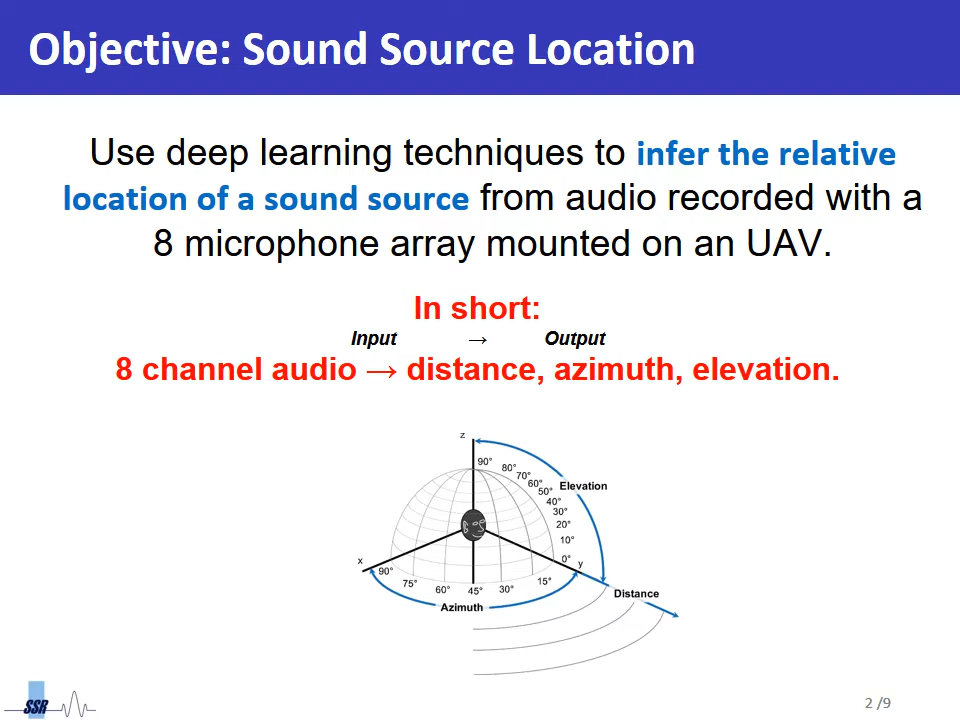 Objective: Sound Source Location
Use deep learning techniques to infer the relative
location of a sound source from audio recorded with a
8 microphone array mounted on an UAV.
In short:
Input → Output
8 channel audio → distance, azimuth, elevation.
z
90°
80°
70°
60°
50°
Elevation
40°
30°
20°
10°
0°
y
x
90°
75°
60°
45°
30°
15°
Azimuth
Distance
SSR
2 /9